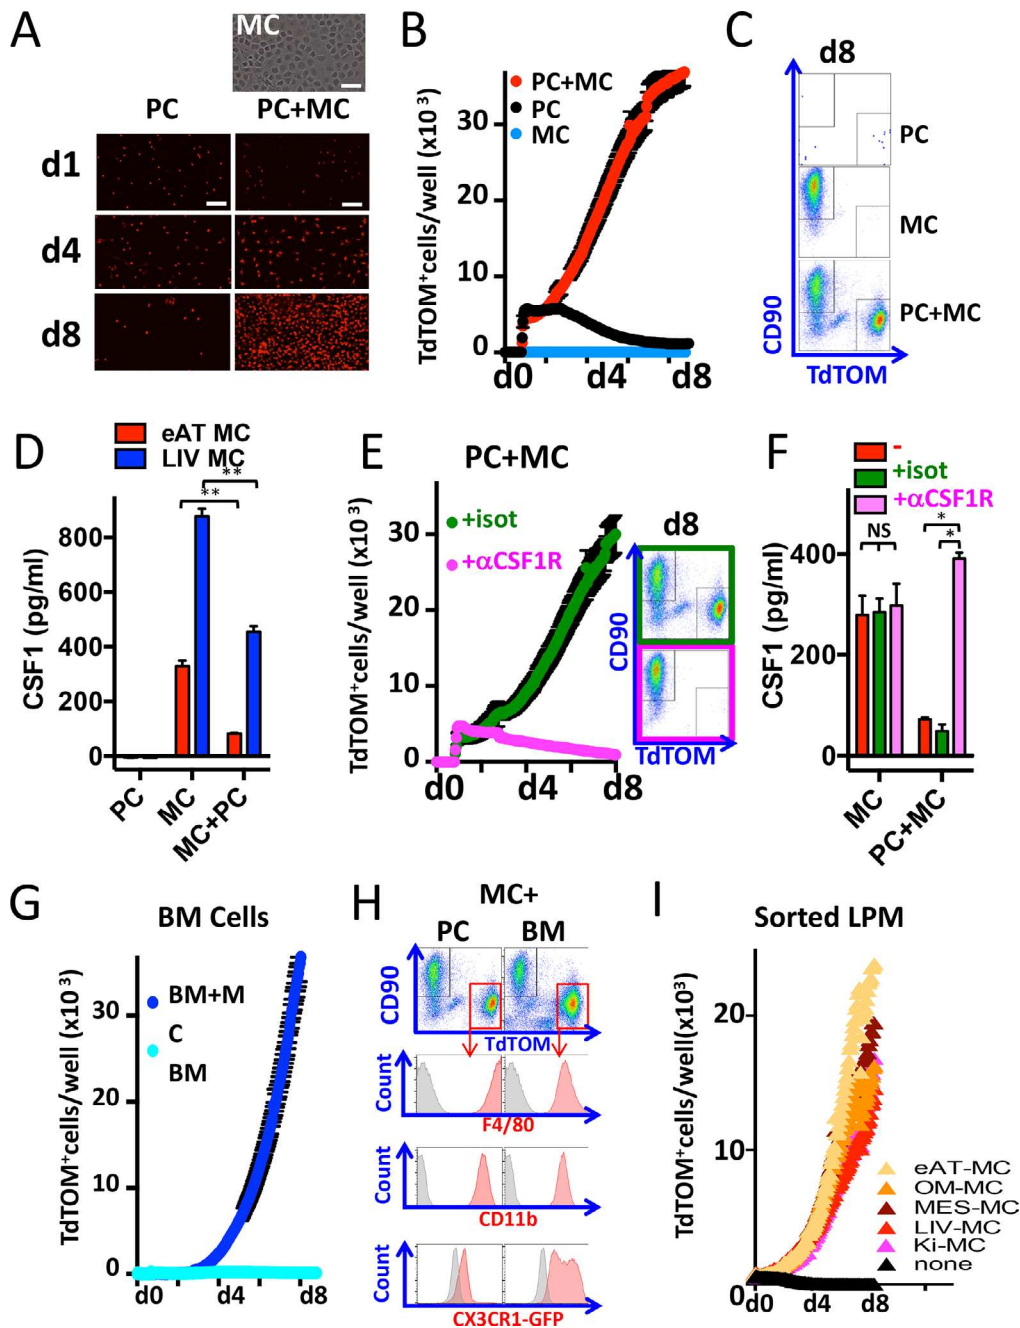 A
MC
PC PC+MC
d1
d4
d8
B
TdTOM⁺cells/well (x10³)
30
20
10
0
PC+MC
PC
MC
d0 d4 d8
C
d8
PC
MC
PC+MC
CD90
TdTOM
D
eAT MC
LIV MC
**
**
CSF1 (pg/ml)
800
600
400
200
0
PC
MC
MC+PC
E
PC+MC
TdTOM⁺cells/well (x10³)
30
20
10
0
+isot
+αCSF1R
d0 d4 d8
d8
CD90
TdTOM
F
-
+isot
+αCSF1R
NS
*
*
CSF1 (pg/ml)
400
200
0
MC
PC+MC
G
BM Cells
TdTOM⁺cells/well (x10³)
30
20
10
0
BM+M
C
BM
d0 d4 d8
H
MC+
PC BM
CD90
TdTOM
Count
F4/80
Count
CD11b
Count
CX3CR1-GFP
I
Sorted LPM
TdTOM⁺cells/well(x10³)
20
10
0
eAT-MC
OM-MC
MES-MC
LIV-MC
Ki-MC
none
d0 d4 d8